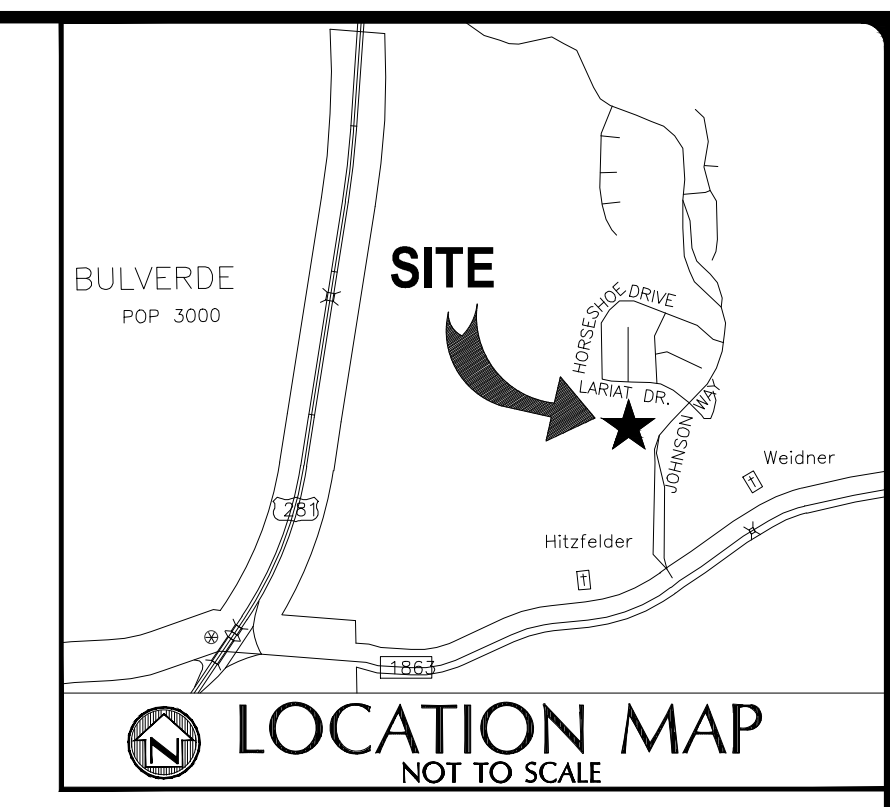 BULVERDE
POP 3000
SITE
HORSESHOE DRIVE
LARIAT DR.
JOHNSON WAY
Weidner
281
Hitzfelder
1863
N
LOCATION MAP
NOT TO SCALE